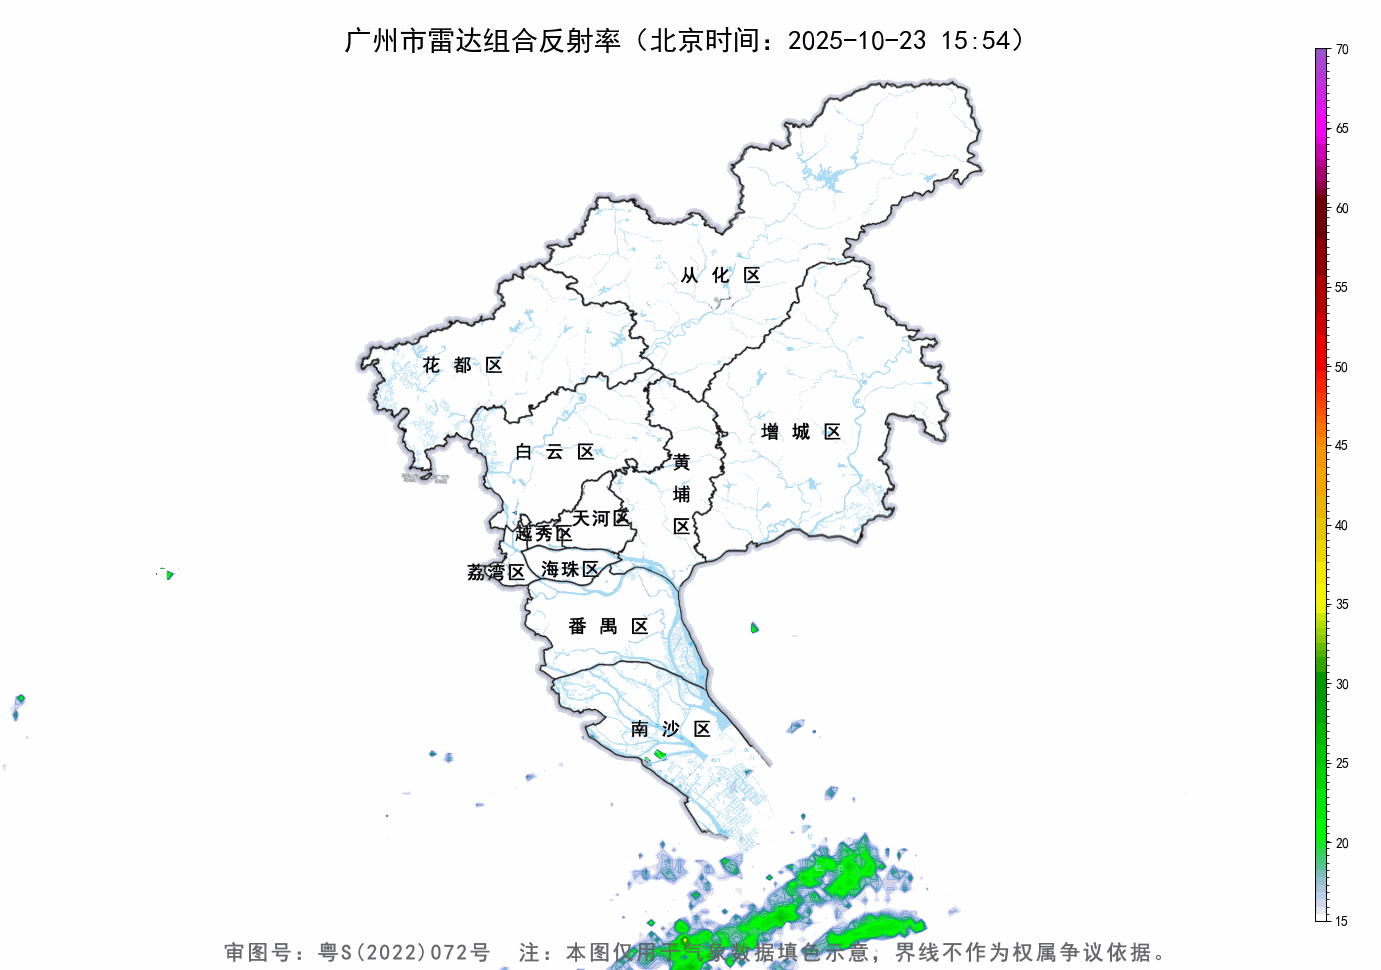 广州市雷达组合反射率（北京时间：2025-10-23 15:54）
70
65
60
55
50
45
40
35
30
25
20
15
从化区
花都区
增城区
白云区
黄埔区
天河区
越秀区
荔湾区
海珠区
番禺区
南沙区
审图号：粤S(2022)072号 注：本图仅用于气象数据填色示意，界线不作为权属争议依据。